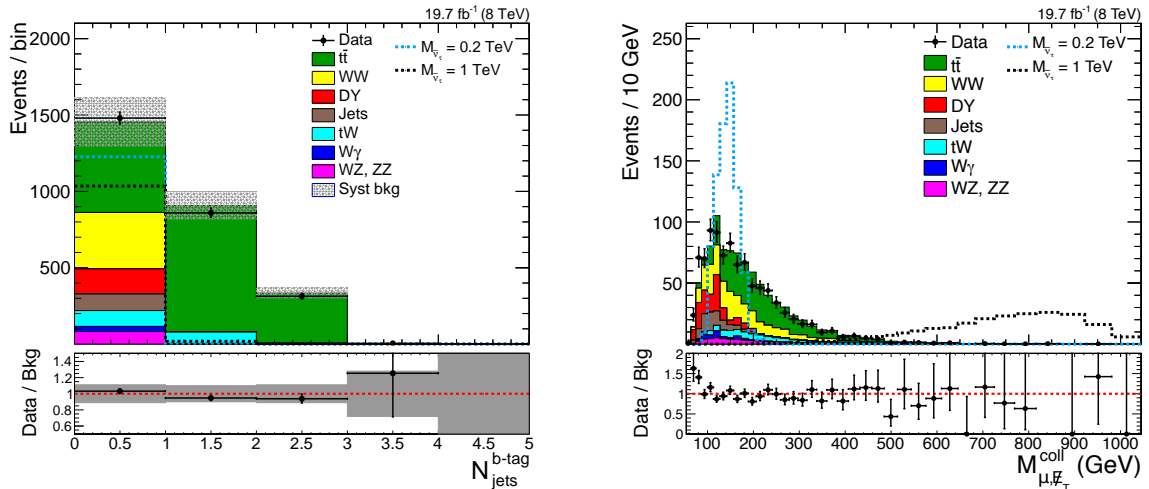 19.7 fb⁻¹ (8 TeV)
Events / bin
2000
1500
1000
500
Data
tt̄
WW
DY
Jets
tW
Wγ
WZ, ZZ
Syst bkg
M_ν̃τ = 0.2 TeV
M_ν̃τ = 1 TeV
Data / Bkg
1.4
1.2
1.0
0.8
0.6
0 0.5 1 1.5 2 2.5 3 3.5 4 4.5 5
N_jets^b-tag
19.7 fb⁻¹ (8 TeV)
Events / 10 GeV
250
200
150
100
50
Data
tt̄
WW
DY
Jets
tW
Wγ
WZ, ZZ
M_ν̃τ = 0.2 TeV
M_ν̃τ = 1 TeV
Data / Bkg
2
1.5
1
0.5
0
100 200 300 400 500 600 700 800 900 1000
M^coll_μ,E̸_T (GeV)